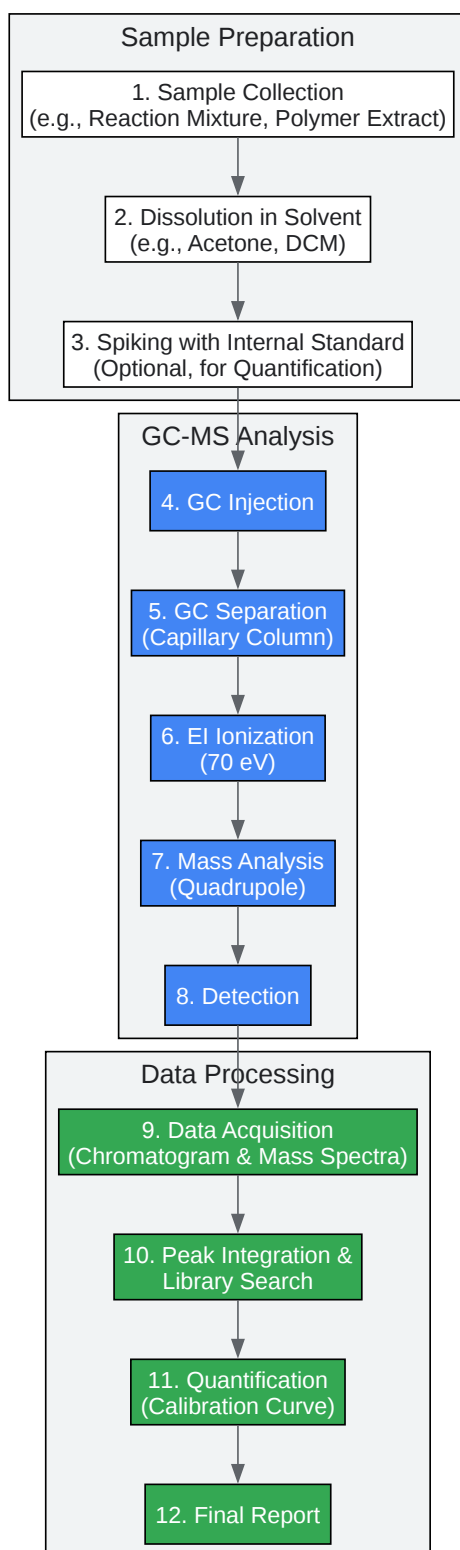 Sample Preparation
1. Sample Collection
(e.g., Reaction Mixture, Polymer Extract)
2. Dissolution in Solvent
(e.g., Acetone, DCM)
3. Spiking with Internal Standard
(Optional, for Quantification)
GC-MS Analysis
4. GC Injection
5. GC Separation
(Capillary Column)
6. EI Ionization
(70 eV)
7. Mass Analysis
(Quadrupole)
8. Detection
Data Processing
9. Data Acquisition
(Chromatogram & Mass Spectra)
10. Peak Integration &
Library Search
11. Quantification
(Calibration Curve)
12. Final Report